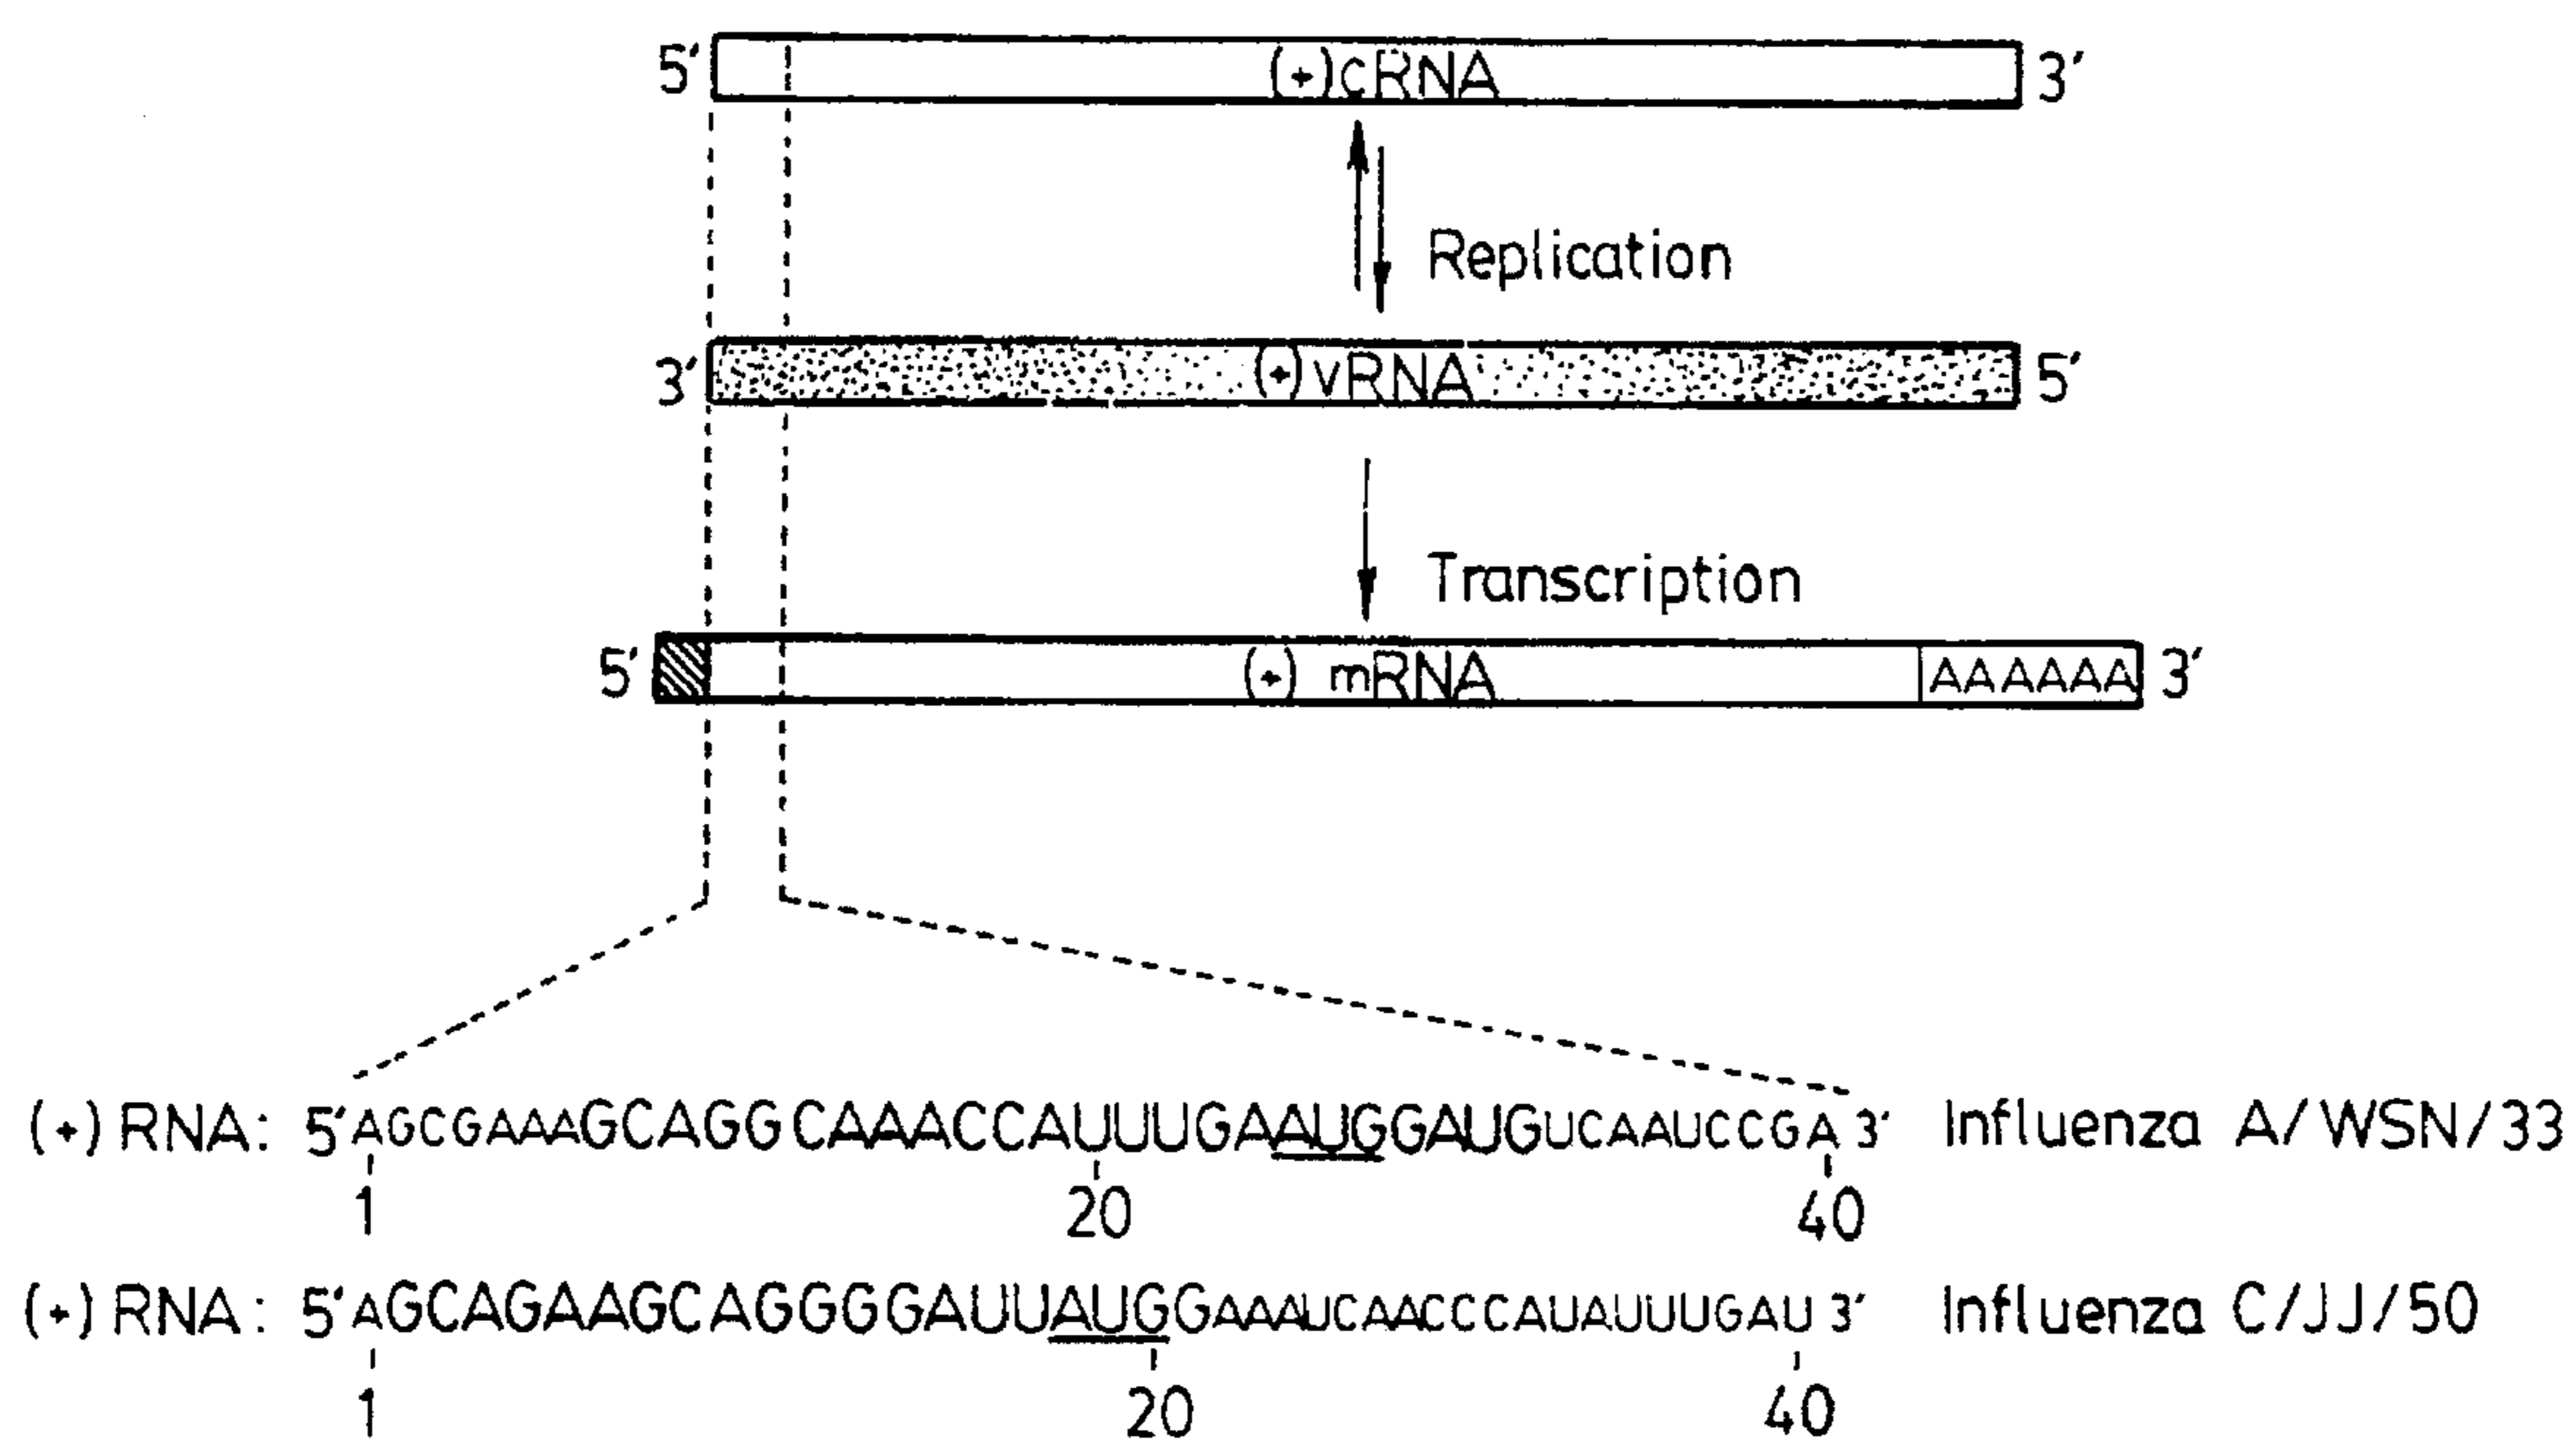 5′ (+)cRNA 3′
Replication
3′ (+) vRNA 5′
Transcription
5′ (+) mRNA AAAAAA 3′
(+) RNA: 5′AGCGAAAGCAGGCAAACCAUUUGAAUGGAUGUCAAUCCGA 3′ Influenza A/WSN/33
1 20 40
(+) RNA: 5′AGCAGAAGCAGGGGAUUAUGGAAAUCAACCCAUAUUUGAU 3′ Influenza C/JJ/50
1 20 40